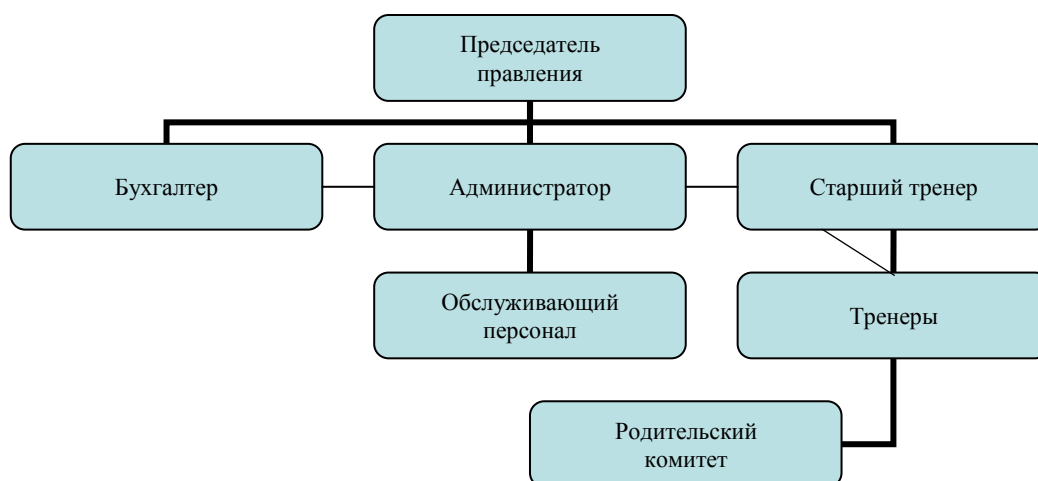 Председатель
правления
Бухгалтер
Администратор
Старший тренер
Обслуживающий
персонал
Тренеры
Родительский
комитет